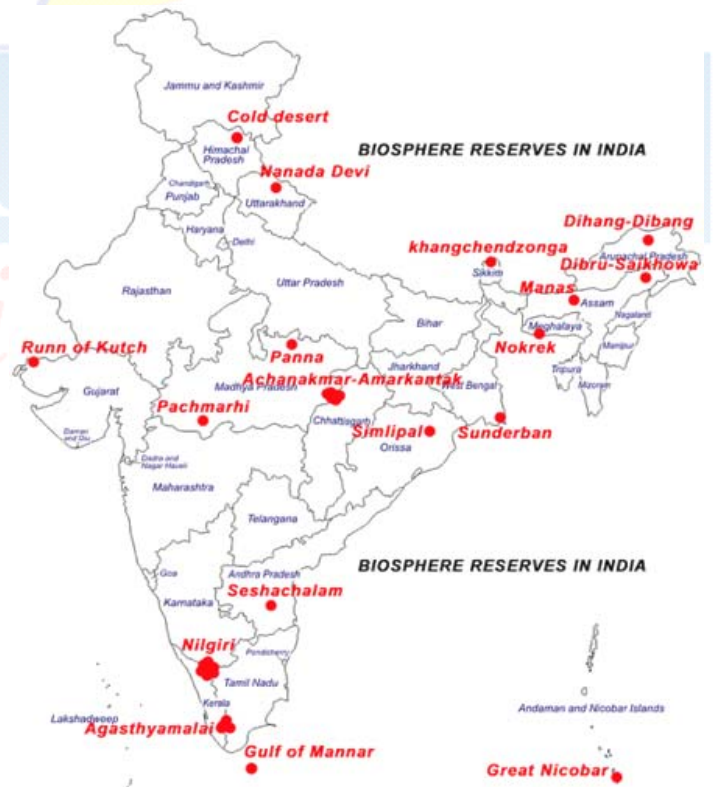 Jammu and Kashmir
Cold desert
Himachal
Pradesh
BIOSPHERE RESERVES IN INDIA
Nanada Devi
Chandigarh
Punjab
Uttarakhand
Haryana
Delhi
Dihang-Dibang
khangchendzonga
Arunachal Pradesh
Dibru-Saikhowa
Sikkim
Uttar Pradesh
Rajasthan
Manas
Assam
Nagaland
Bihar
Meghalaya
Runn of Kutch
Panna
Nokrek
Manipur
Jharkhand
Tripura
Mizoram
Achanakmar-Amarkantak
Madhya Pradesh
West Bengal
Gujarat
Pachmarhi
Chhattisgarh
Simlipal
Sunderban
Daman
and Diu
Orissa
Dadra and
Nagar Haveli
Maharashtra
Telangana
BIOSPHERE RESERVES IN INDIA
Goa
Andhra Pradesh
Seshachalam
Karnataka
Nilgiri
Pondicherry
Tamil Nadu
Kerala
Andaman and Nicobar Islands
Lakshadweep
Agasthyamalai
Gulf of Mannar
Great Nicobar